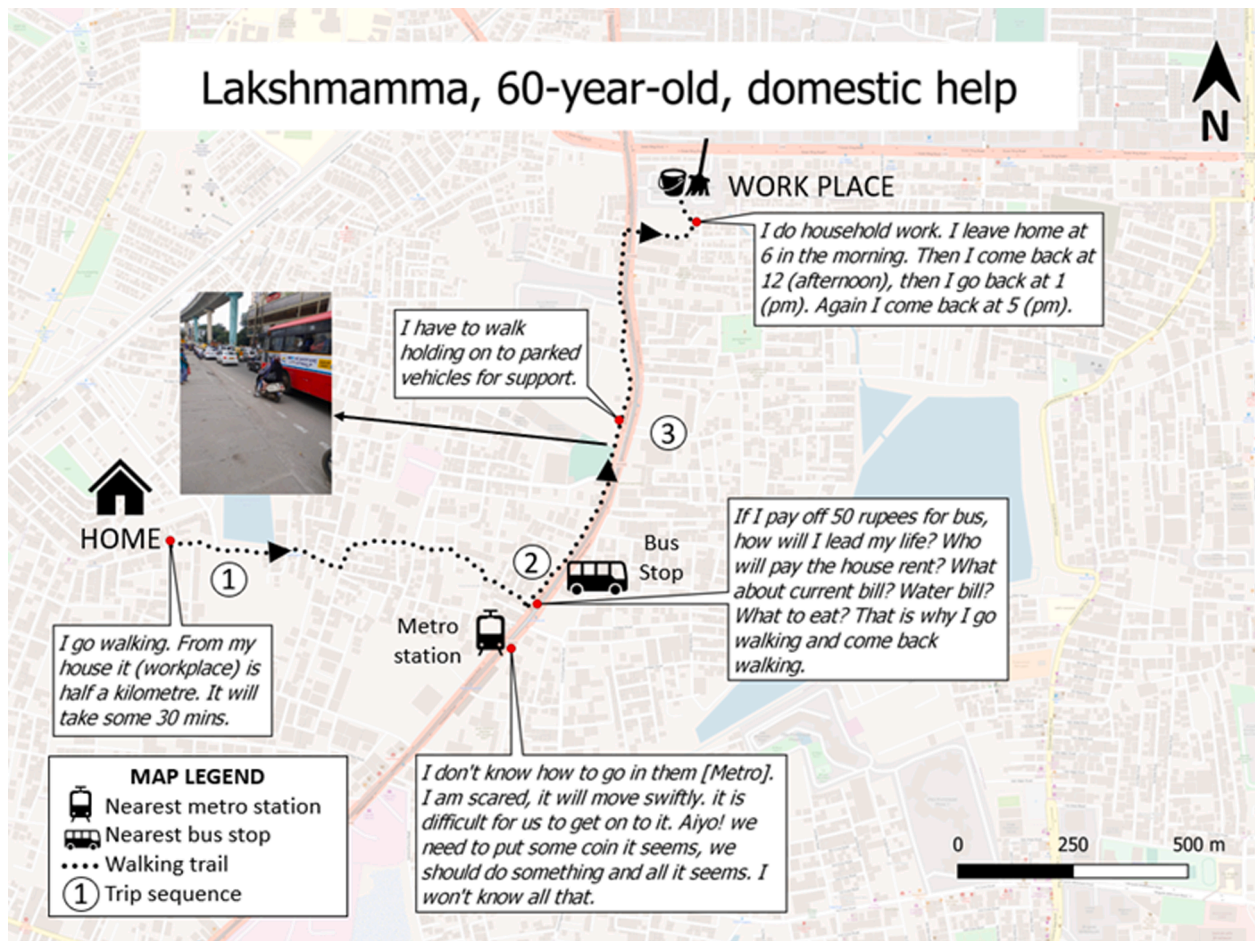 Lakshmamma, 60-year-old, domestic help
N
WORK PLACE
I do household work. I leave home at
6 in the morning. Then I come back at
12 (afternoon), then I go back at 1
(pm). Again I come back at 5 (pm).
I have to walk
holding on to parked
vehicles for support.
3
HOME
1
2
Bus
Stop
If I pay off 50 rupees for bus,
how will I lead my life? Who
will pay the house rent? What
about current bill? Water bill?
What to eat? That is why I go
walking and come back
walking.
Metro
station
I go walking. From my
house it (workplace) is
half a kilometre. It will
take some 30 mins.
I don't know how to go in them [Metro].
I am scared, it will move swiftly. it is
difficult for us to get on to it. Aiyo! we
need to put some coin it seems, we
should do something and all it seems. I
won't know all that.
MAP LEGEND
Nearest metro station
Nearest bus stop
Walking trail
1 Trip sequence
0 250 500 m